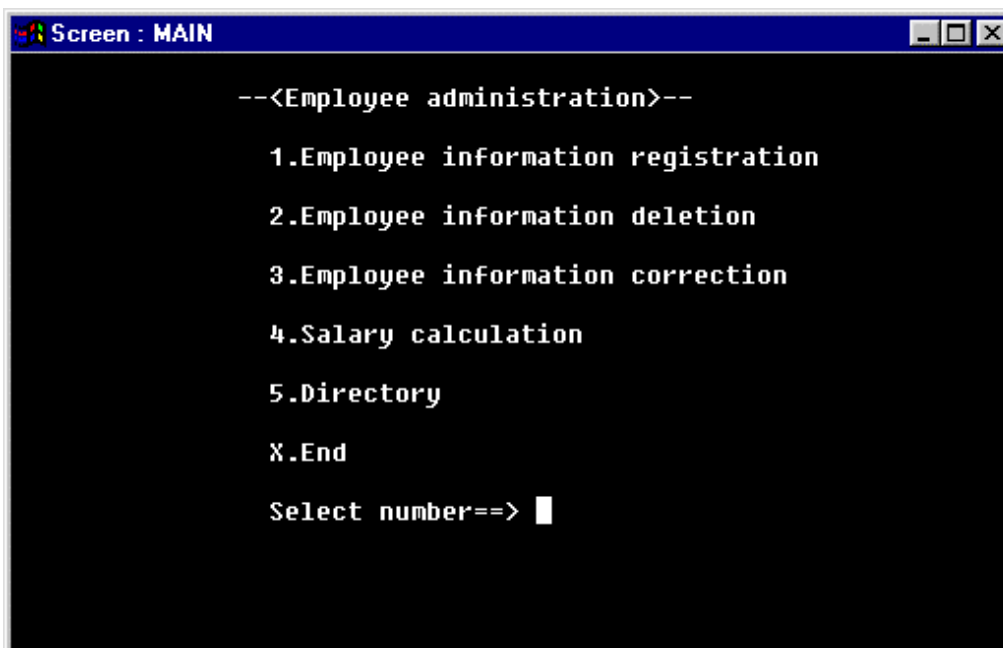 Screen : MAIN
--<Employee administration>--
1.Employee information registration
2.Employee information deletion
3.Employee information correction
4.Salary calculation
5.Directory
X.End
Select number==>